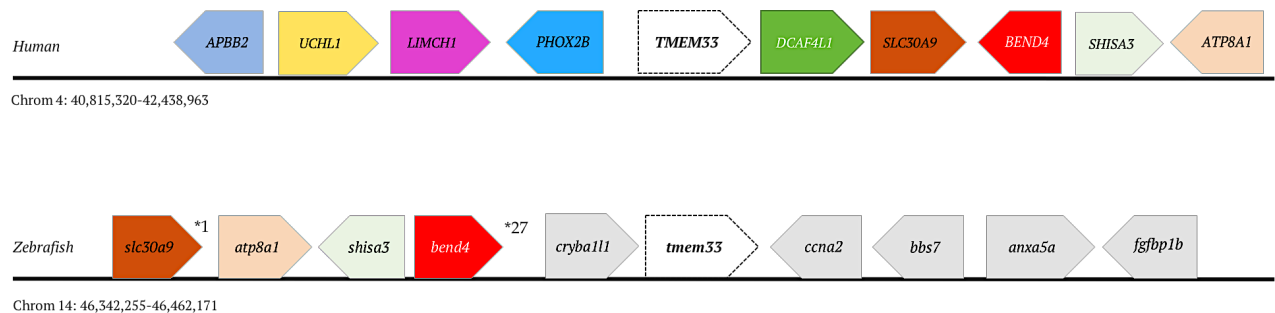 Human APBB2 UCHL1 LIMCH1 PHOX2B TMEM33 DCAF4L1 SLC30A9 BEND4 SHISA3 ATP8A1
Chrom 4: 40,815,320-42,438,963
Zebrafish slc30a9 *1 atp8a1 shisa3 bend4 *27 cryba1l1 tmem33 ccna2 bbs7 anxa5a fgfbp1b
Chrom 14: 46,342,255-46,462,171